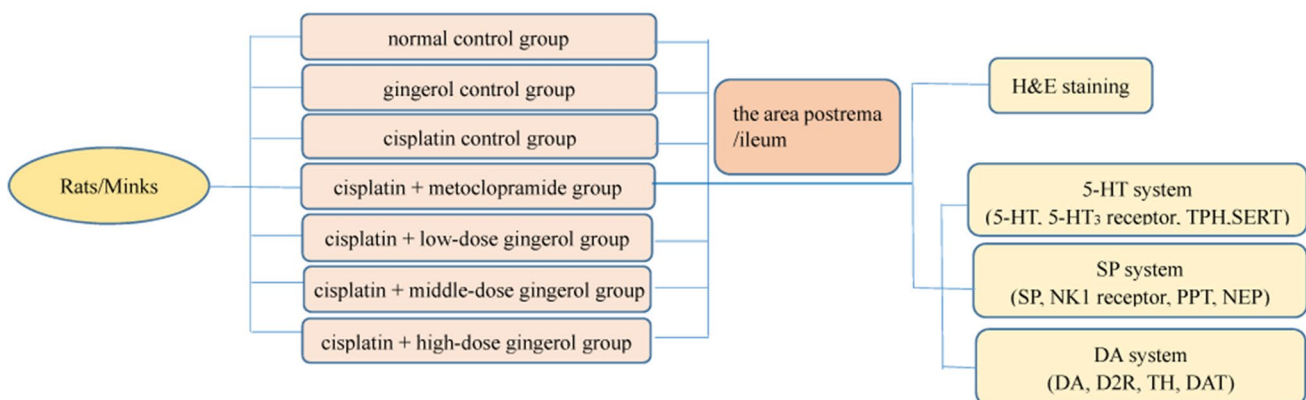 Rats/Minks
normal control group
gingerol control group
cisplatin control group
cisplatin + metoclopramide group
cisplatin + low-dose gingerol group
cisplatin + middle-dose gingerol group
cisplatin + high-dose gingerol group
the area postrema
/ileum
H&E staining
5-HT system
(5-HT, 5-HT₃ receptor, TPH,SERT)
SP system
(SP, NK1 receptor, PPT, NEP)
DA system
(DA, D2R, TH, DAT)